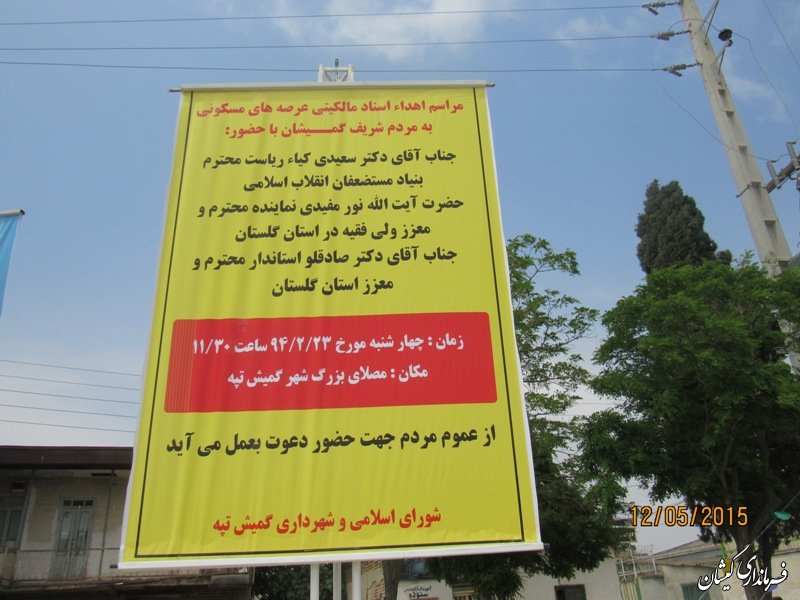 مراسم اهداء اسناد مالکیتی عرصه های مسکونی
به مردم شریف گمـــیشان با حضور:
جناب آقای دکتر سعیدی کیاء ریاست محترم
بنیاد مستضعفان انقلاب اسلامی
حضرت آیت الله نور مفیدی نماینده محترم و
معزز ولی فقیه در استان گلستان
جناب آقای دکتر صادقلو استاندار محترم و
معزز استان گلستان
زمان : چهار شنبه مورخ ۹۴/۲/۲۳ ساعت ۱۱/۳۰
مکان : مصلای بزرگ شهر گمیش تپه
از عموم مردم جهت حضور دعوت بعمل می آید
شورای اسلامی و شهرداری گمیش تپه
12/05/2015
فرمانداری گمیشان